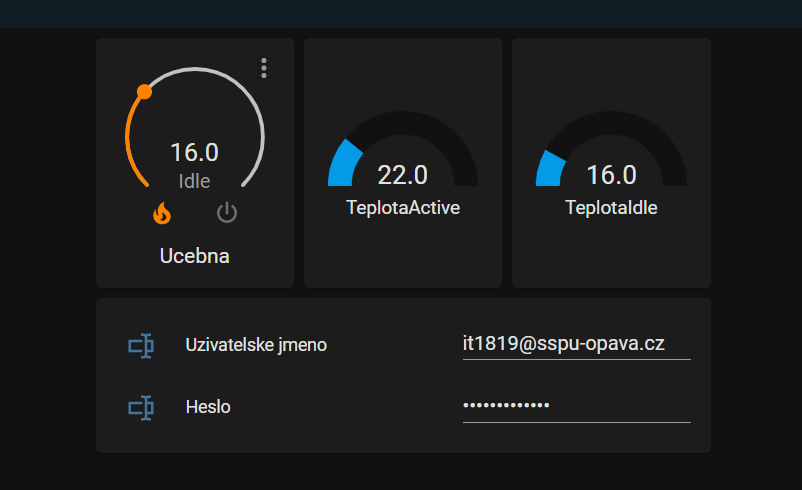 16.0
Idle
Ucebna
22.0
TeplotaActive
16.0
TeplotaIdle
Uzivatelske jmeno
it1819@sspu-opava.cz
Heslo
•••••••••••••